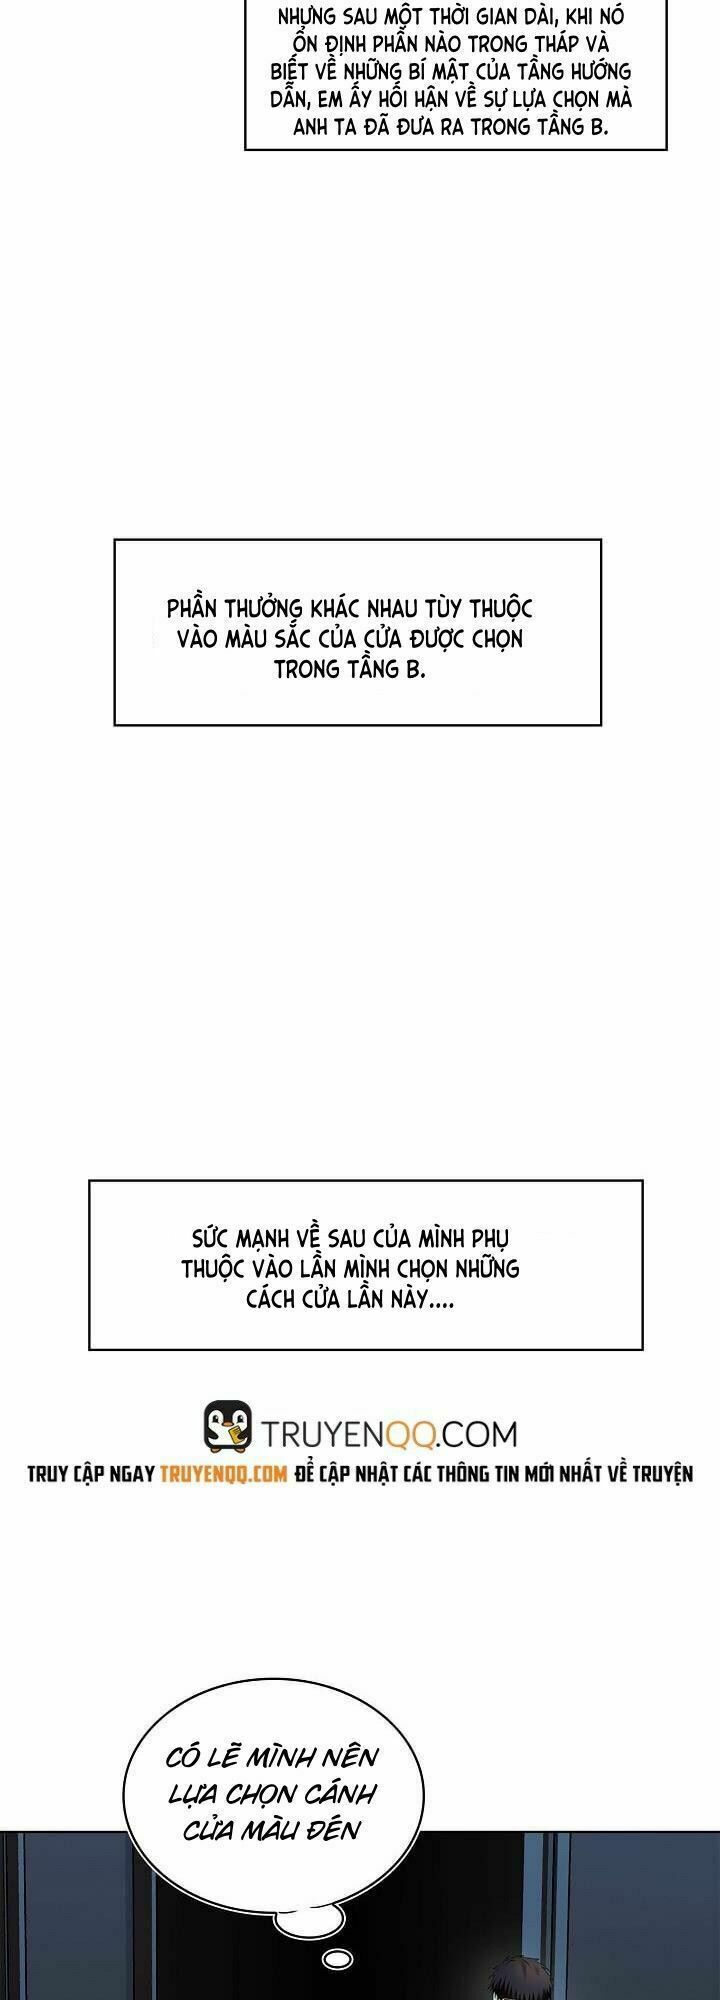 NHƯNG SAU MỘT THỜI GIAN DÀI, KHI NÓ
ỔN ĐỊNH PHẦN NÀO TRONG THÁP VÀ
BIẾT VỀ NHỮNG BÍ MẬT CỦA TẦNG HƯỚNG
DẪN, EM ẤY HỐI HẬN VỀ SỰ LỰA CHỌN MÀ
ANH TA ĐÃ ĐƯA RA TRONG TẦNG B.
PHẦN THƯỞNG KHÁC NHAU TÙY THUỘC
VÀO MÀU SẮC CỦA CỬA ĐƯỢC CHỌN
TRONG TẦNG B.
SỨC MẠNH VỀ SAU CỦA MÌNH PHỤ
THUỘC VÀO LẦN MÌNH CHỌN NHỮNG
CÁCH CỬA LẦN NÀY....
TRUYENQQ.COM
TRUY CẬP NGAY TRUYENQQ.COM ĐỂ CẬP NHẬT CÁC THÔNG TIN MỚI NHẤT VỀ TRUYỆN
CÓ LẼ MÌNH NÊN
LỰA CHỌN CÁNH
CỬA MÀU ĐÉN